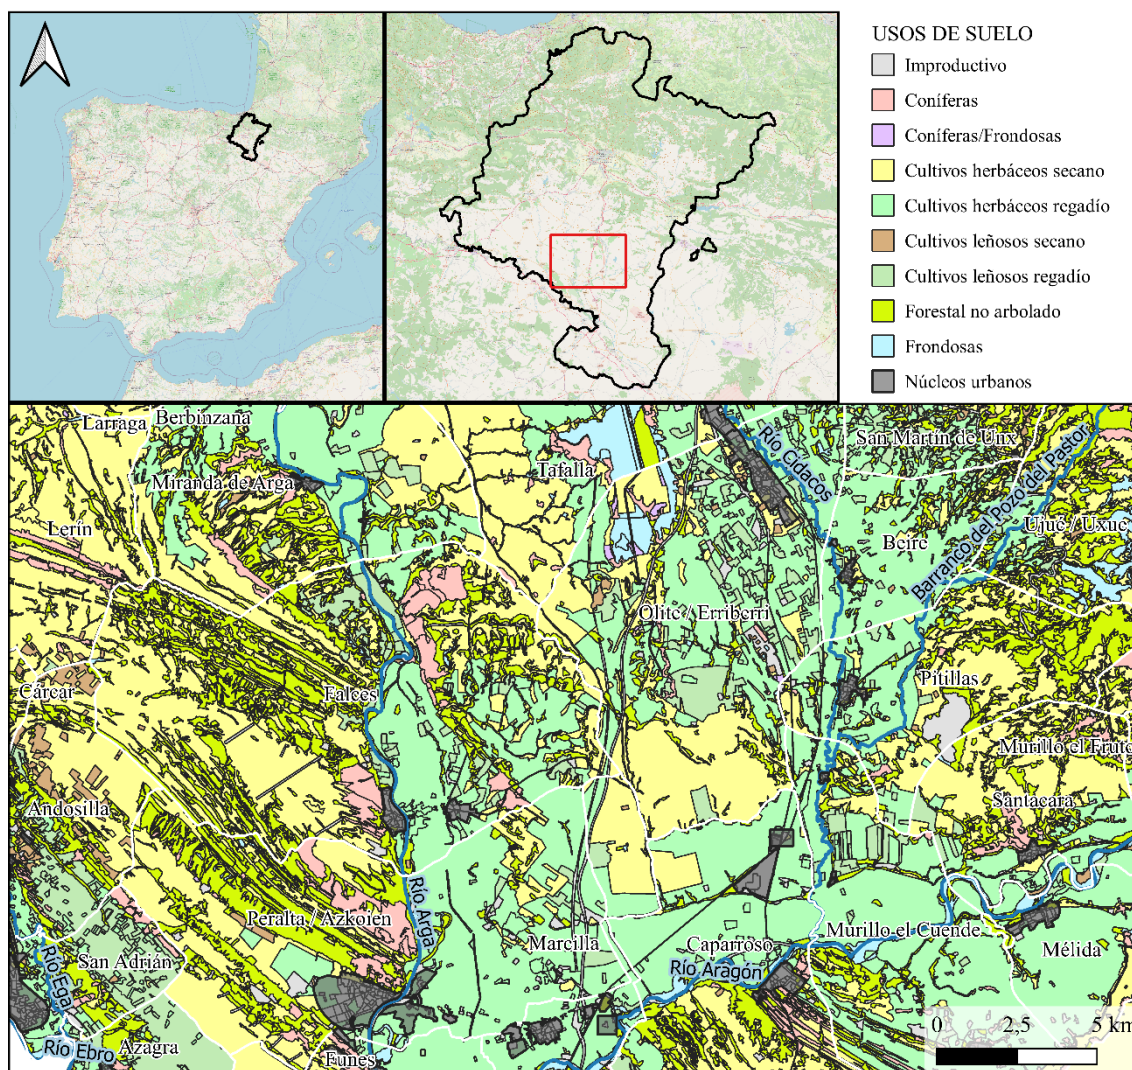 USOS DE SUELO
Improductivo
Coníferas
Coníferas/Frondosas
Cultivos herbáceos secano
Cultivos herbáceos regadío
Cultivos leñosos secano
Cultivos leñosos regadío
Forestal no arbolado
Frondosas
Núcleos urbanos
Larraga
Berbinzana
Río Cidacos
San Martín de Unx
Barranco del Pozo del Pastor
Miranda de Arga
Tafalla
Lerín
Beire
Ujué / Uxue
Olite / Erriberri
Cárcar
Falces
Pitillas
Murillo el Fruto
Andosilla
Santacara
Río Arga
Peralta / Azkoien
Marcilla
Caparroso
Murillo el Cuende
Mélida
San Adrián
Río Ega
Río Aragón
Río Ebro
Azagra
Funes
0 2,5 5 km